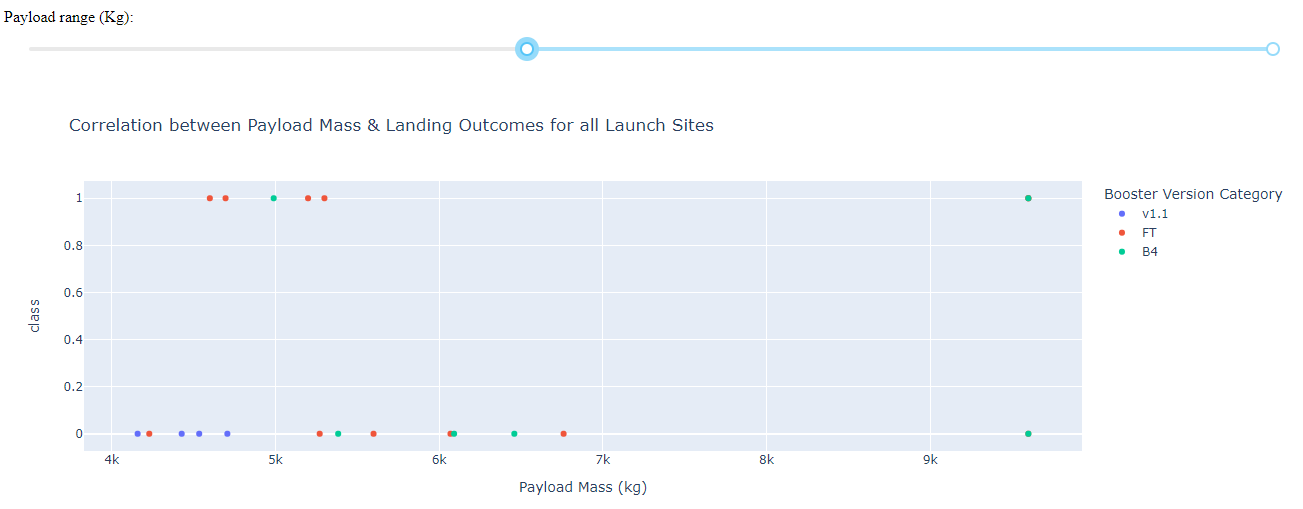 Payload range (Kg):
Correlation between Payload Mass & Landing Outcomes for all Launch Sites
Booster Version Category
v1.1
FT
B4
1
0.8
0.6
0.4
0.2
0
class
4k 5k 6k 7k 8k 9k
Payload Mass (kg)